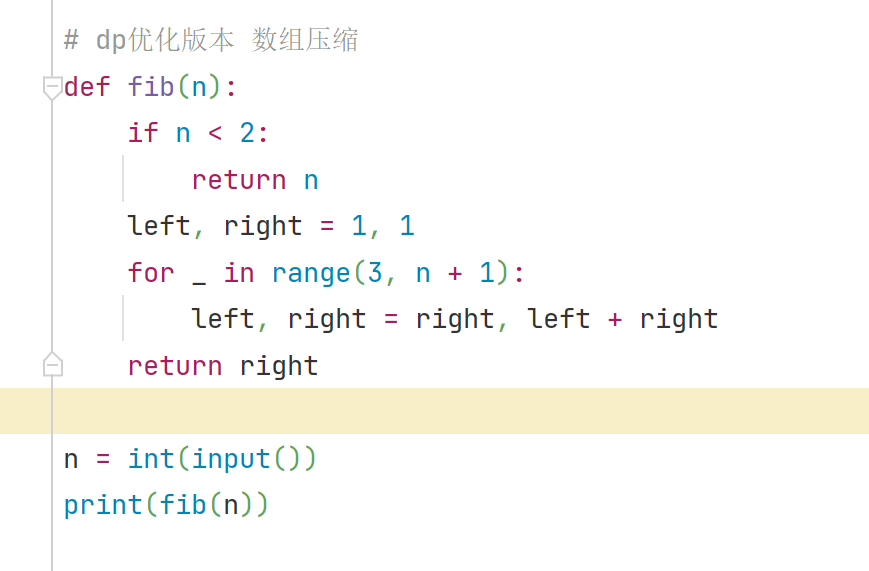 # dp优化版本 数组压缩
def fib(n):
    if n < 2:
        return n
    left, right = 1, 1
    for _ in range(3, n + 1):
        left, right = right, left + right
    return right
n = int(input())
print(fib(n))